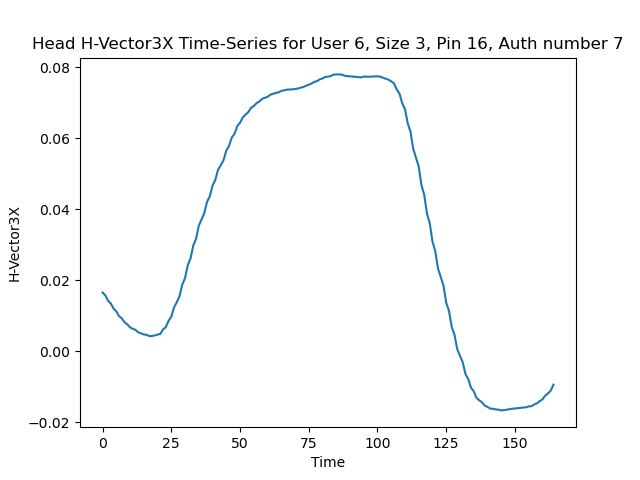 Head H-Vector3X Time-Series for User 6, Size 3, Pin 16, Auth number 7
0.08
0.06
0.04
0.02
0.00
−0.02
H-Vector3X
0 25 50 75 100 125 150
Time